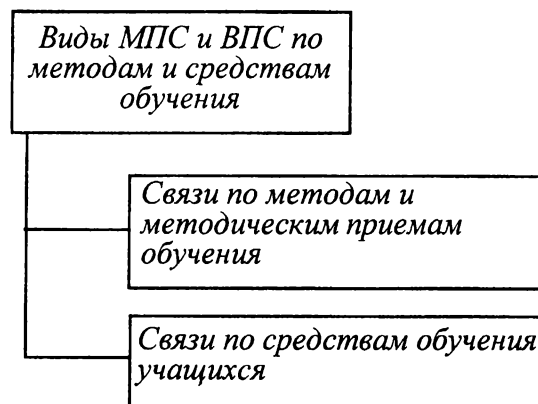 Виды МПС и ВПС по
методам и средствам
обучения
Связи по методам и
методическим приемам
обучения
Связи по средствам обучения
учащихся